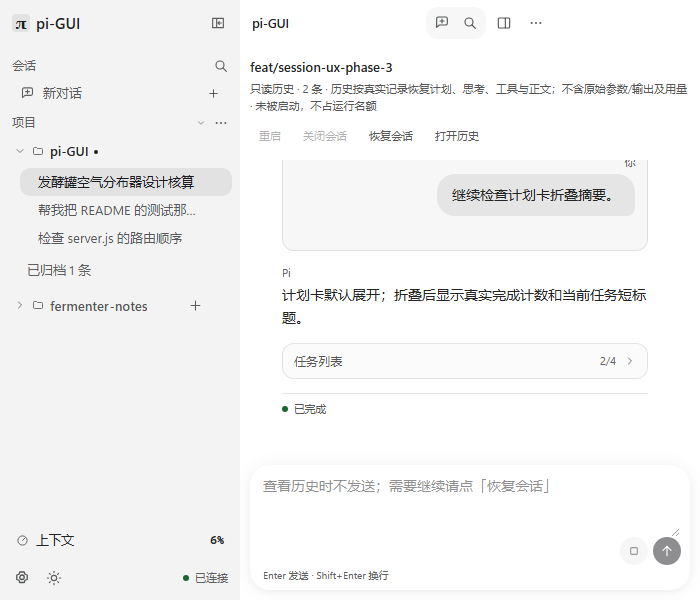 π pi-GUI
会话
新对话
项目
pi-GUI
发酵罐空气分布器设计核算
帮我把 README 的测试那...
检查 server.js 的路由顺序
已归档 1 条
fermenter-notes
上下文 6%
已连接
pi-GUI
feat/session-ux-phase-3
只读历史 · 2 条 · 历史按真实记录恢复计划、思考、工具与正文；不含原始参数/输出及用量
· 未被启动，不占运行名额
重启 关闭会话 恢复会话 打开历史
你
继续检查计划卡折叠摘要。
Pi
计划卡默认展开；折叠后显示真实完成计数和当前任务短标
题。
任务列表 2/4
已完成
查看历史时不发送；需要继续请点「恢复会话」
Enter 发送 · Shift+Enter 换行